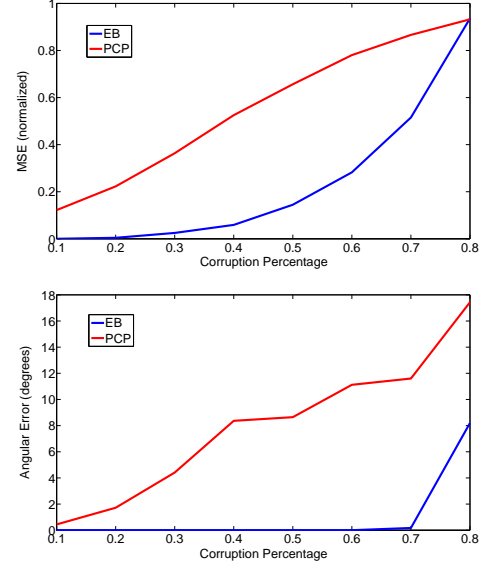 1
0.8
0.6
0.4
0.2
0
MSE (normalized)
EB
PCP
0.1 0.2 0.3 0.4 0.5 0.6 0.7 0.8
Corruption Percentage
18
16
14
12
10
8
6
4
2
0
Angular Error (degrees)
EB
PCP
0.1 0.2 0.3 0.4 0.5 0.6 0.7 0.8
Corruption Percentage